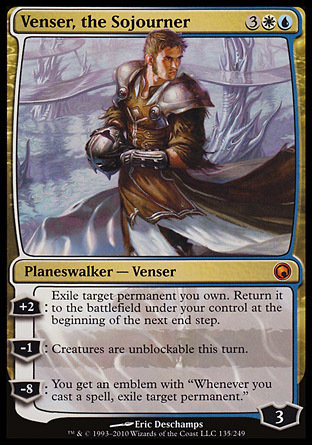 Venser, the Sojourner 3
Planeswalker — Venser
Exile target permanent you own. Return it
+2: to the battlefield under your control at the
beginning of the next end step.
-1: Creatures are unblockable this turn.
-8: You get an emblem with “Whenever you
cast a spell, exile target permanent.”
3
Eric Deschamps
™ & © 1993-2010 Wizards of the Coast LLC 135/249